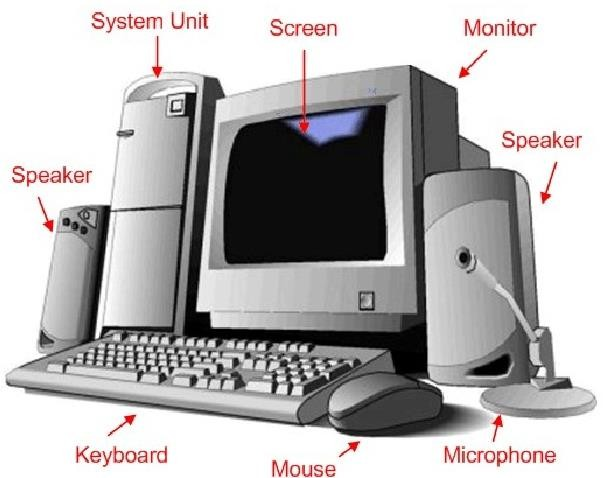 System Unit
Screen
Monitor
Speaker
Speaker
Keyboard
Mouse
Microphone